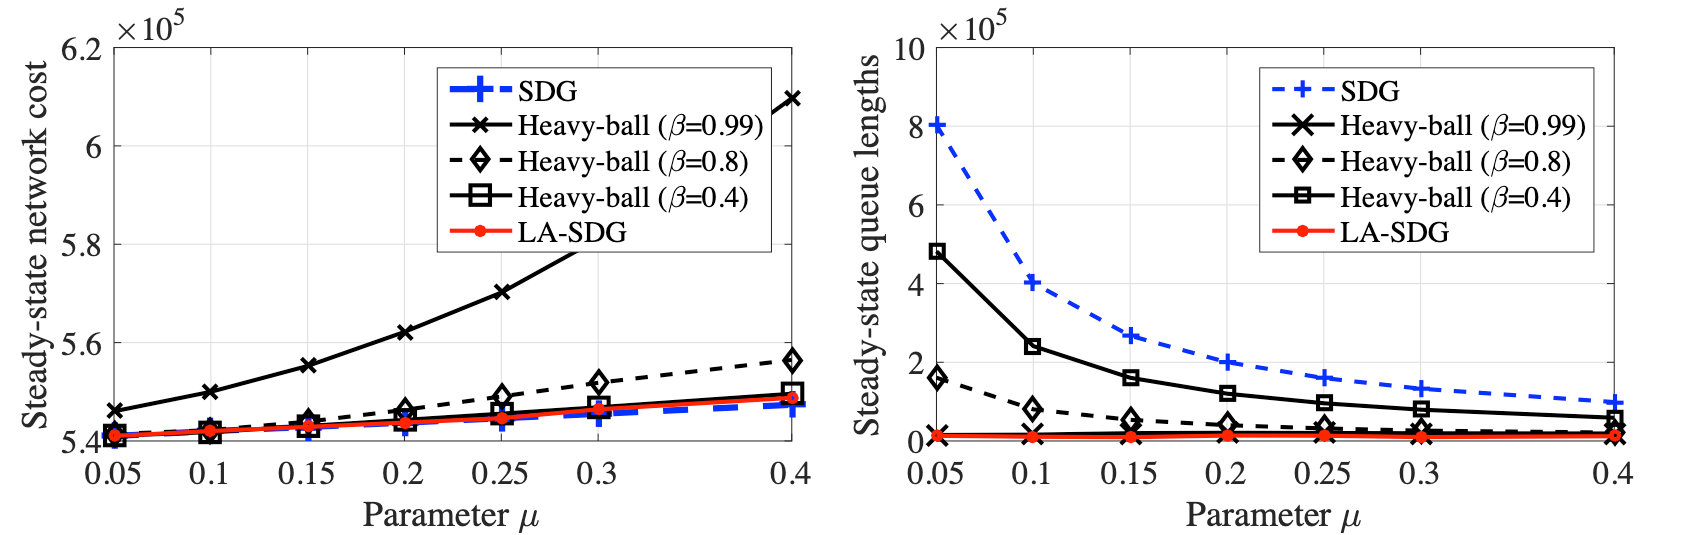 ×10⁵
6.2
6
5.8
5.6
5.4
Steady-state network cost
SDG
Heavy-ball (β=0.99)
Heavy-ball (β=0.8)
Heavy-ball (β=0.4)
LA-SDG
0.05 0.1 0.15 0.2 0.25 0.3 0.4
Parameter μ
×10⁵
10
8
6
4
2
0
Steady-state queue lengths
SDG
Heavy-ball (β=0.99)
Heavy-ball (β=0.8)
Heavy-ball (β=0.4)
LA-SDG
0.05 0.1 0.15 0.2 0.25 0.3 0.4
Parameter μ